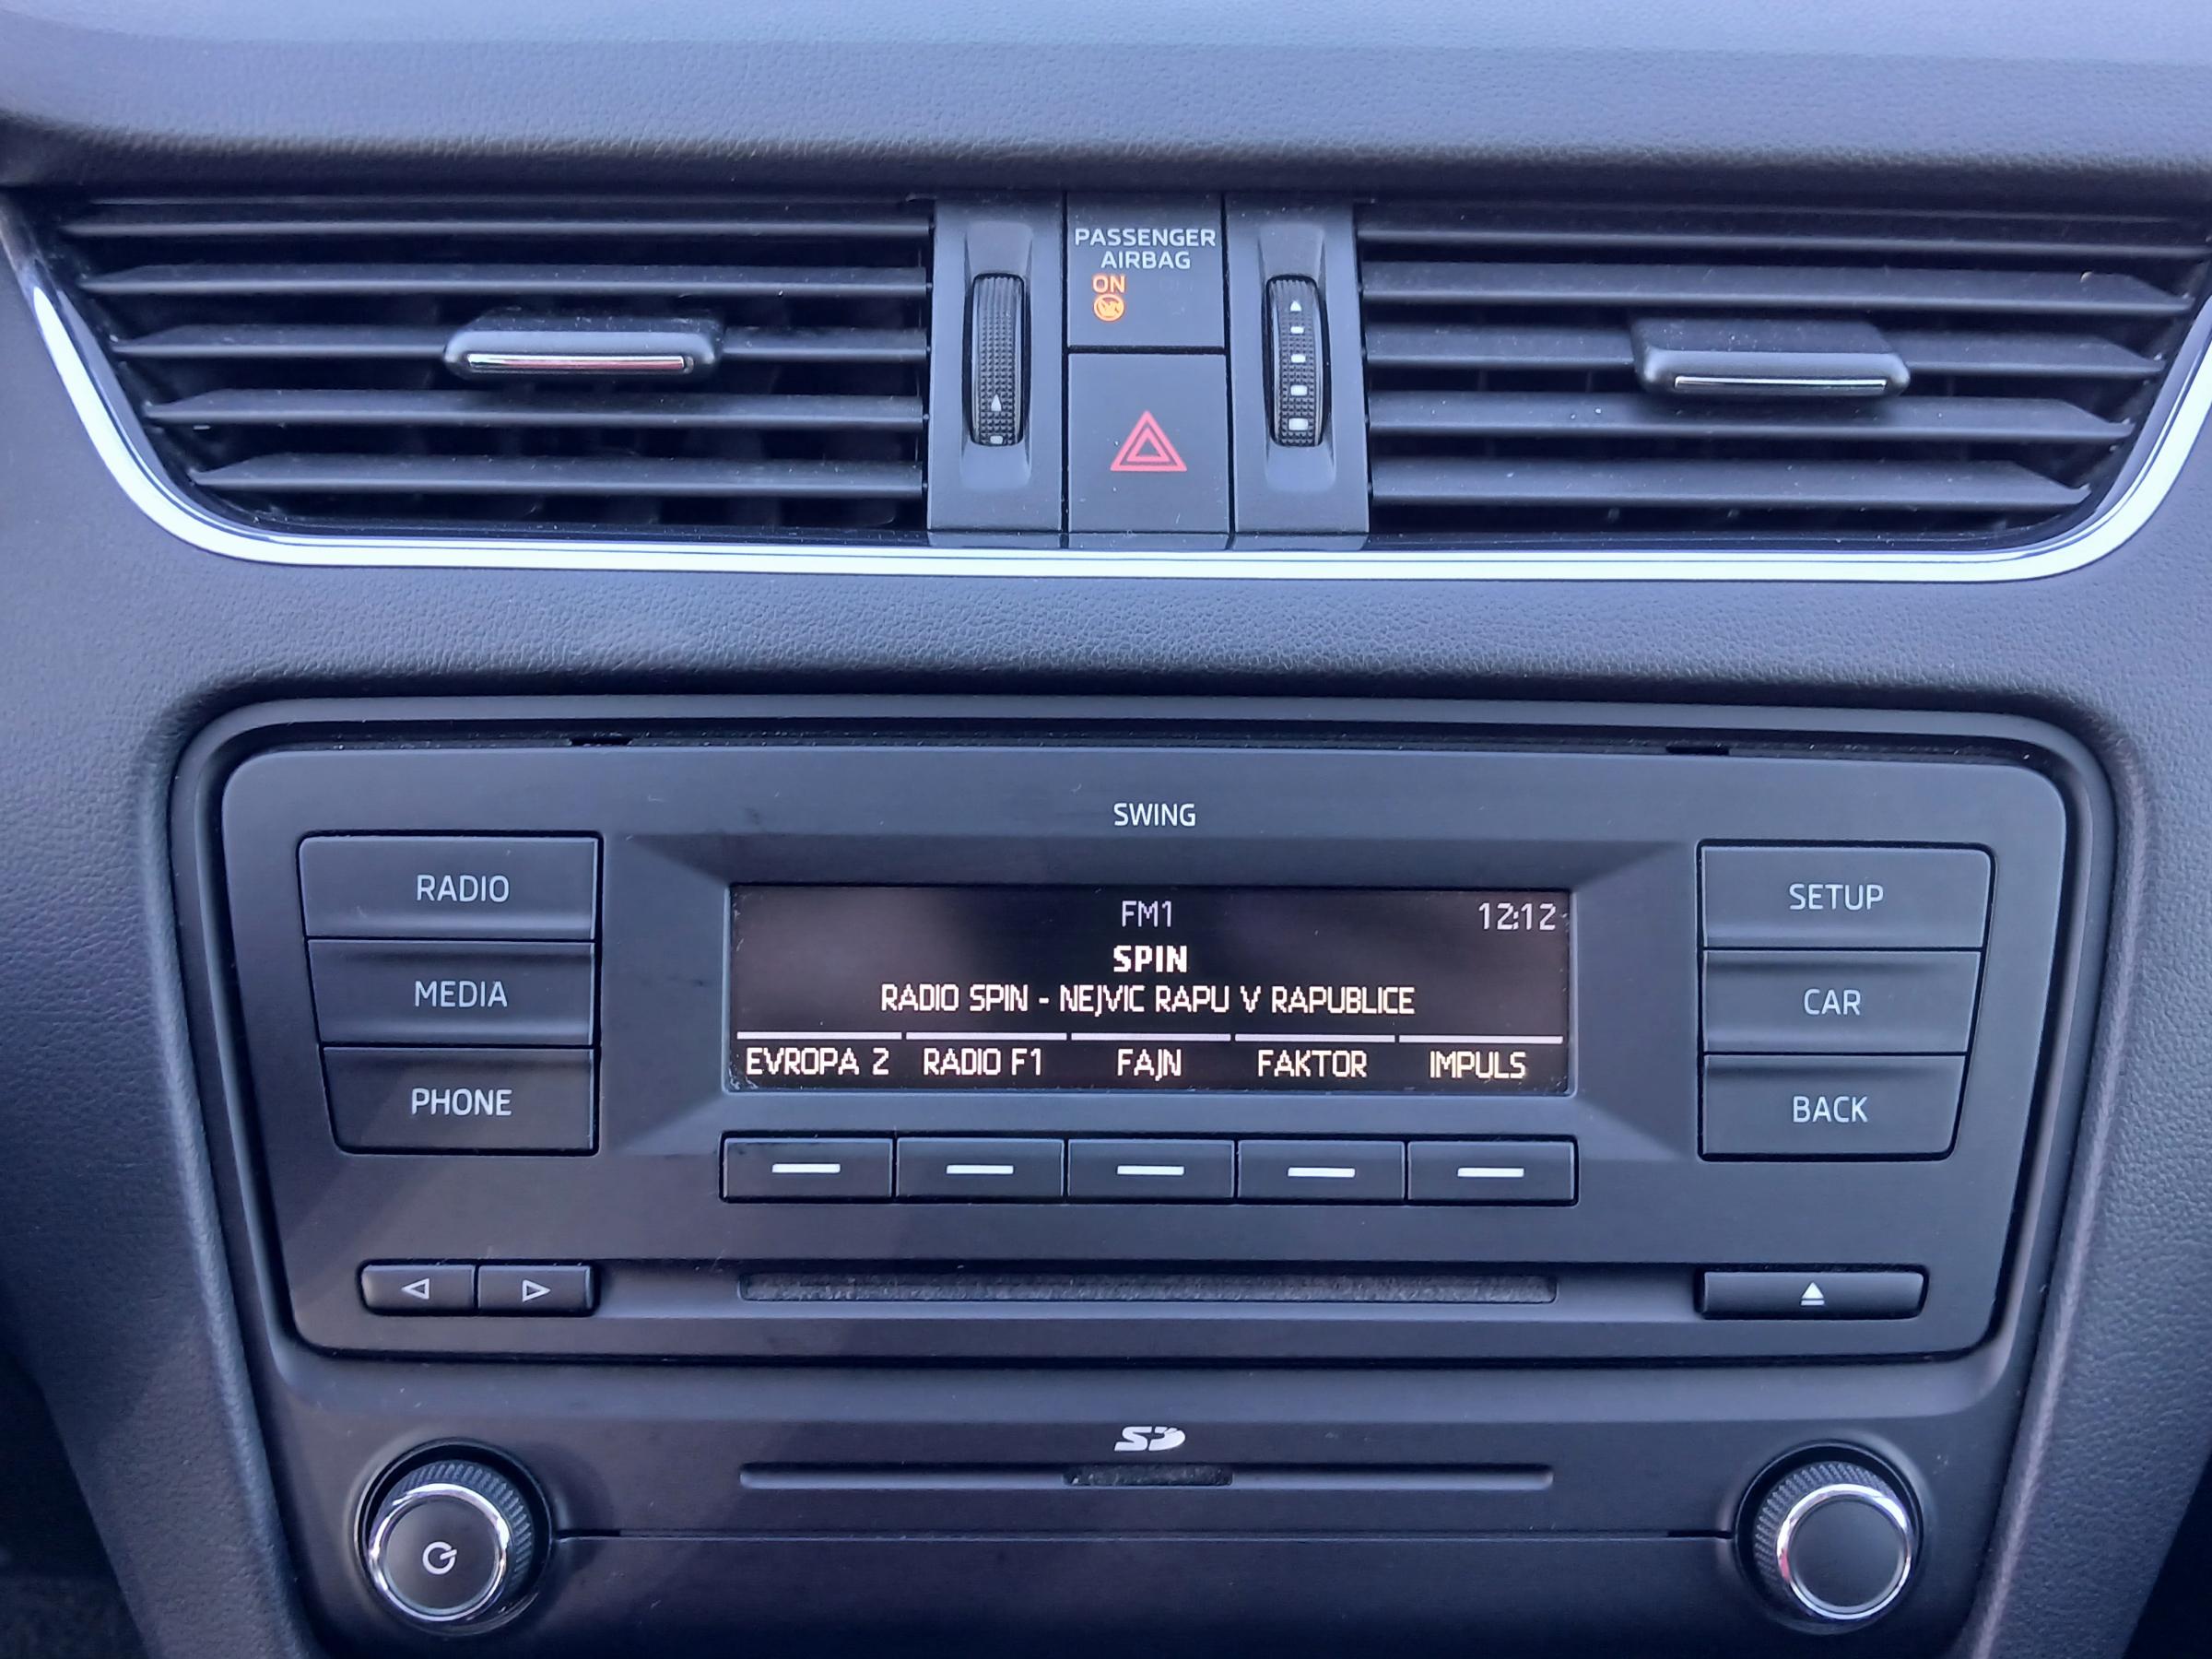 PASSENGER
AIRBAG
ON
SWING
RADIO
MEDIA
PHONE
FM1
12:12
SPIN
RADIO SPIN - NEJVIC RAPU V RAPUBLICE
EVROPA 2 RADIO F1 FAJN FAKTOR IMPULS
SETUP
CAR
BACK
SD